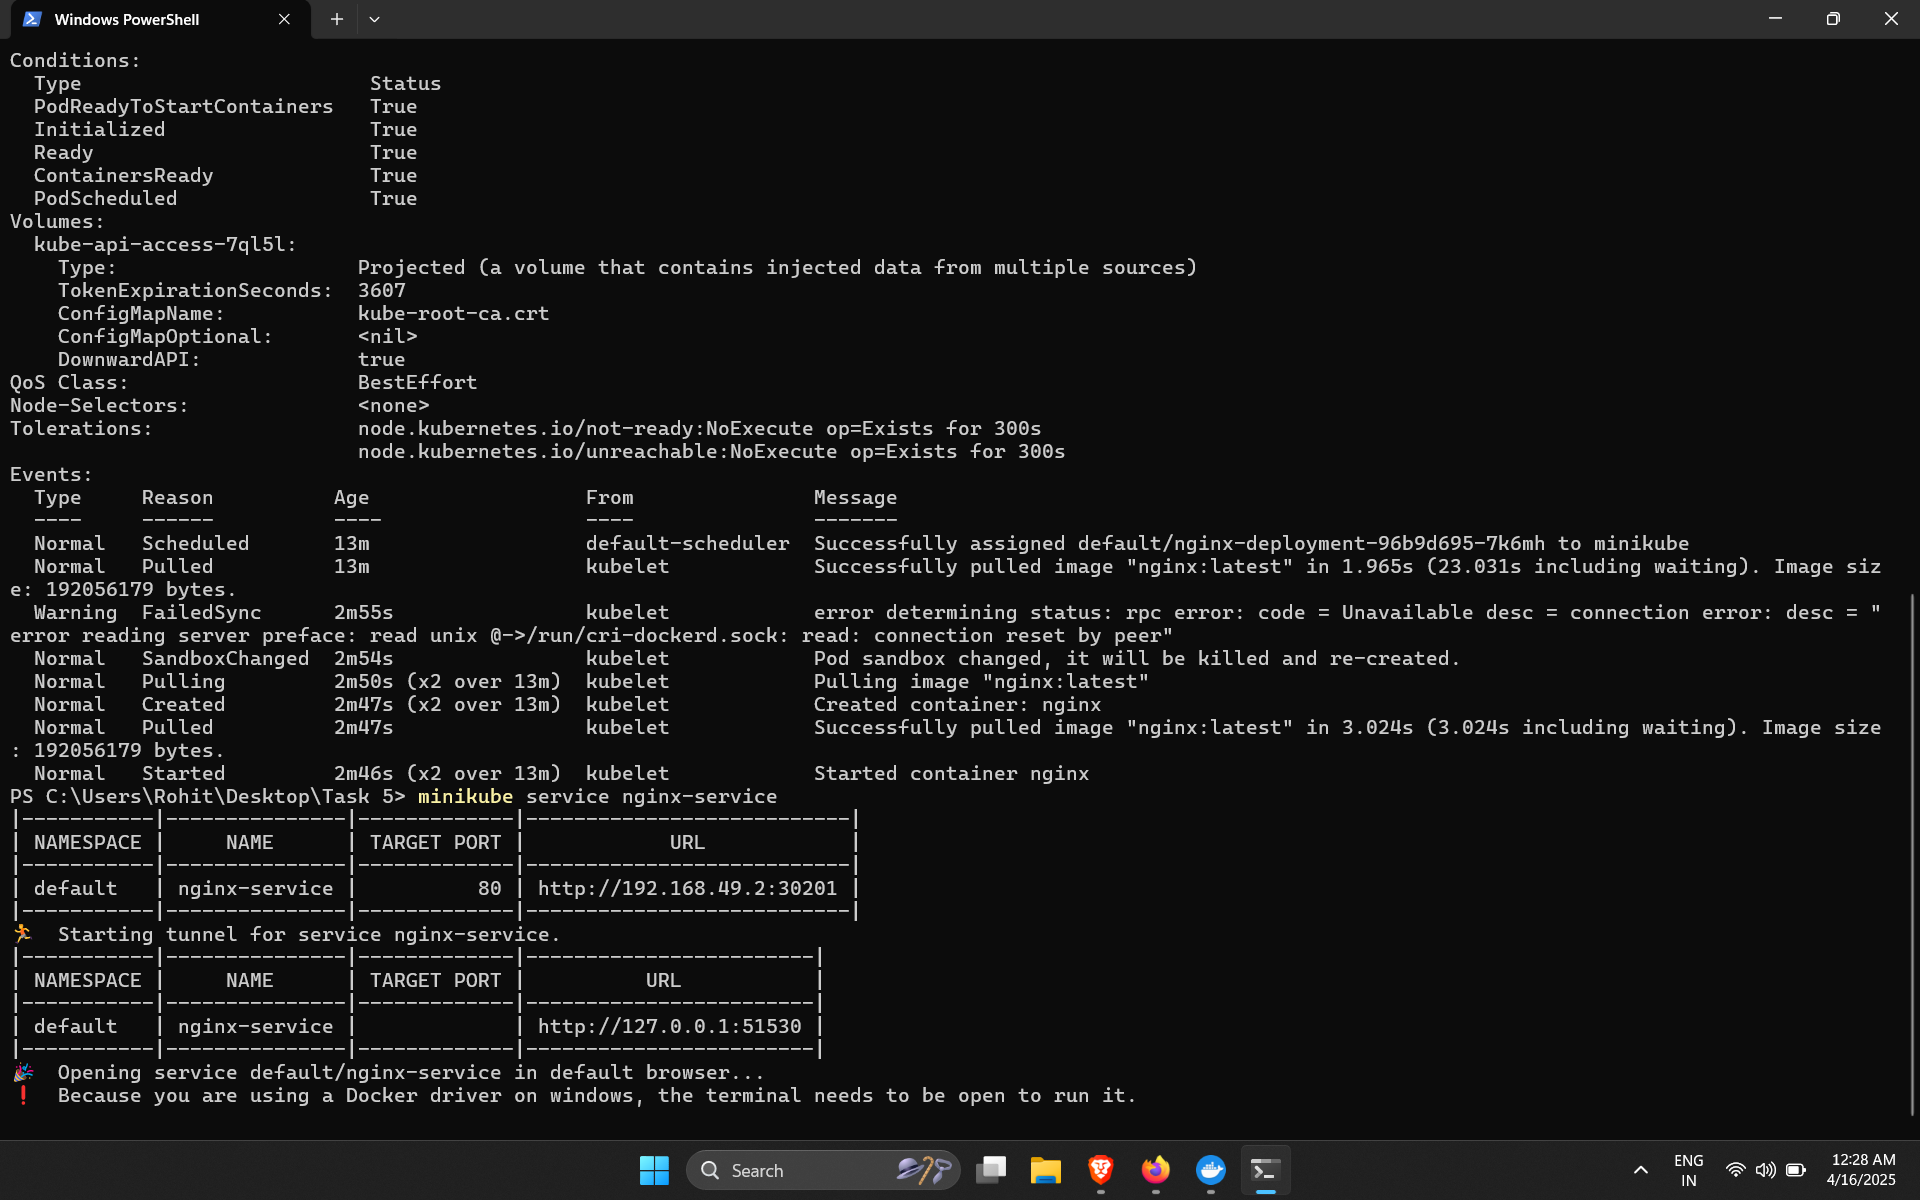 Windows PowerShell
Conditions:
  Type                        Status
  PodReadyToStartContainers   True
  Initialized                 True
  Ready                       True
  ContainersReady             True
  PodScheduled                True
Volumes:
  kube-api-access-7ql5l:
    Type:                    Projected (a volume that contains injected data from multiple sources)
    TokenExpirationSeconds:  3607
    ConfigMapName:           kube-root-ca.crt
    ConfigMapOptional:       <nil>
    DownwardAPI:             true
QoS Class:                   BestEffort
Node-Selectors:              <none>
Tolerations:                 node.kubernetes.io/not-ready:NoExecute op=Exists for 300s
                             node.kubernetes.io/unreachable:NoExecute op=Exists for 300s
Events:
  Type     Reason          Age                  From               Message
  ----     ------          ----                 ----               -------
  Normal   Scheduled       13m                  default-scheduler  Successfully assigned default/nginx-deployment-96b9d695-7k6mh to minikube
  Normal   Pulled          13m                  kubelet            Successfully pulled image "nginx:latest" in 1.965s (23.031s including waiting). Image siz
e: 192056179 bytes.
  Warning  FailedSync      2m55s                kubelet            error determining status: rpc error: code = Unavailable desc = connection error: desc = "
error reading server preface: read unix @->/run/cri-dockerd.sock: read: connection reset by peer"
  Normal   SandboxChanged  2m54s                kubelet            Pod sandbox changed, it will be killed and re-created.
  Normal   Pulling         2m50s (x2 over 13m)  kubelet            Pulling image "nginx:latest"
  Normal   Created         2m47s (x2 over 13m)  kubelet            Created container: nginx
  Normal   Pulled          2m47s                kubelet            Successfully pulled image "nginx:latest" in 3.024s (3.024s including waiting). Image size
: 192056179 bytes.
  Normal   Started         2m46s (x2 over 13m)  kubelet            Started container nginx
PS C:\Users\Rohit\Desktop\Task 5> minikube service nginx-service
|-----------|---------------|-------------|---------------------------|
| NAMESPACE |     NAME      | TARGET PORT |            URL            |
|-----------|---------------|-------------|---------------------------|
| default   | nginx-service |          80 | http://192.168.49.2:30201 |
|-----------|---------------|-------------|---------------------------|
🏃  Starting tunnel for service nginx-service.
|-----------|---------------|-------------|------------------------|
| NAMESPACE |     NAME      | TARGET PORT |          URL           |
|-----------|---------------|-------------|------------------------|
| default   | nginx-service |             | http://127.0.0.1:51530 |
|-----------|---------------|-------------|------------------------|
🎉  Opening service default/nginx-service in default browser...
❗  Because you are using a Docker driver on windows, the terminal needs to be open to run it.
Search
ENG
IN
12:28 AM
4/16/2025